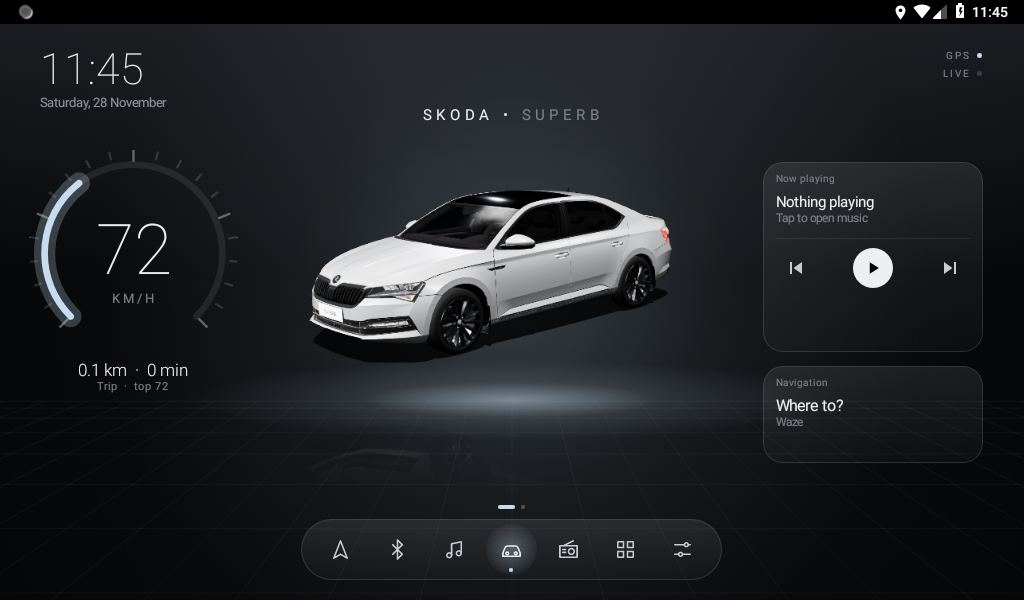 11:45
11:45
Saturday, 28 November
GPS
LIVE
SKODA • SUPERB
72
KM/H
0.1 km · 0 min
Trip · top 72
Now playing
Nothing playing
Tap to open music
Navigation
Where to?
Waze